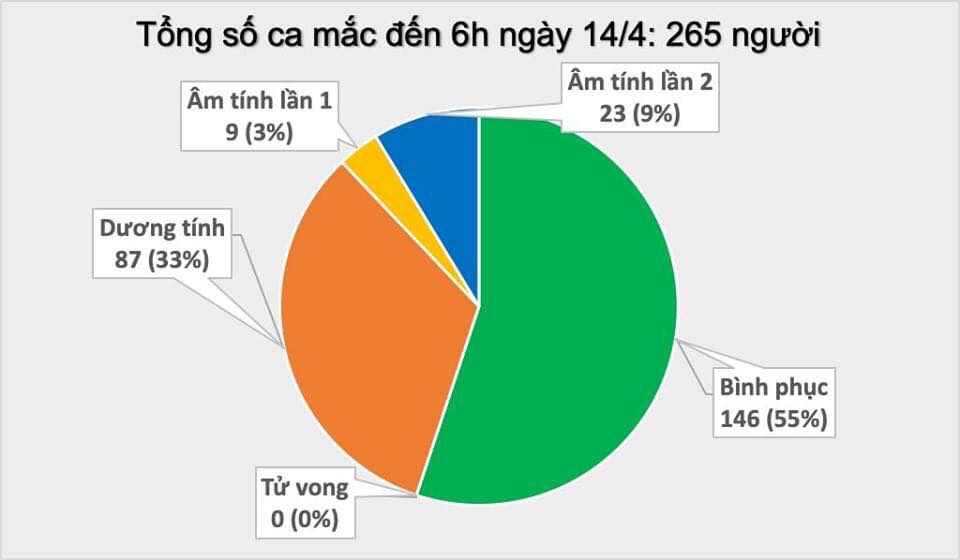 Tổng số ca mắc đến 6h ngày 14/4: 265 người
Âm tính lần 1
9 (3%)
Âm tính lần 2
23 (9%)
Dương tính
87 (33%)
Bình phục
146 (55%)
Tử vong
0 (0%)